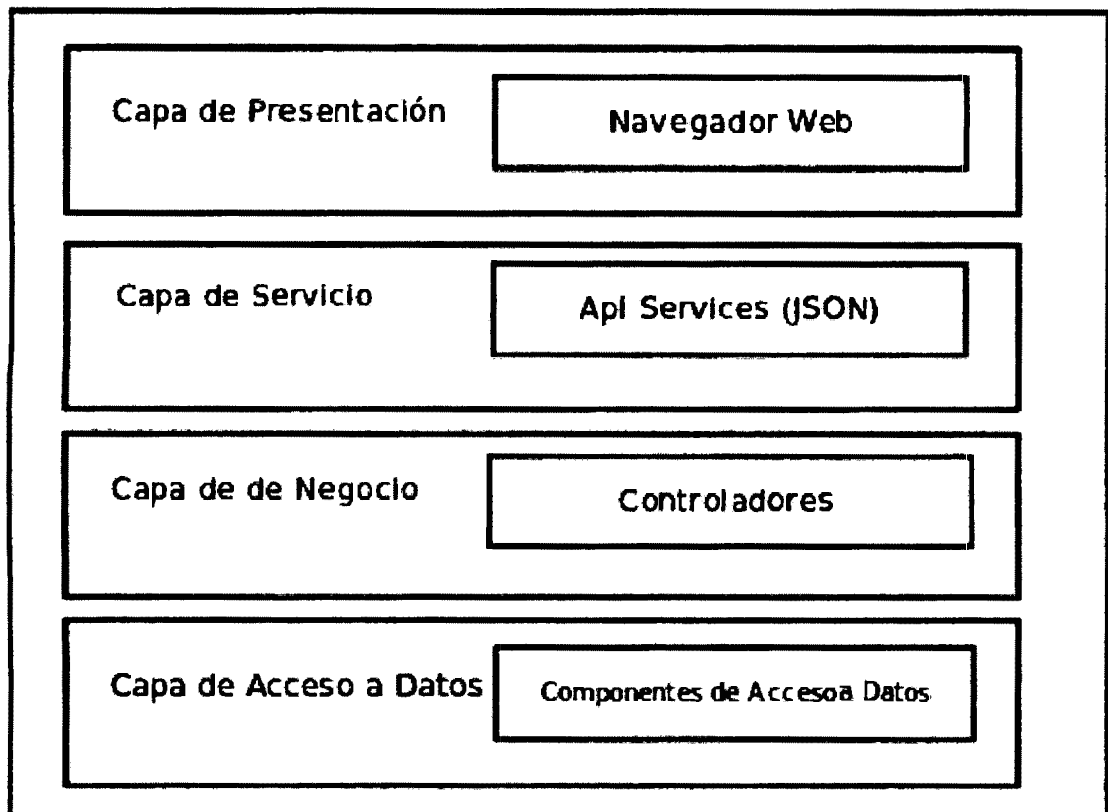 Capa de Presentación
Navegador Web
Capa de Servicio
Api Services (JSON)
Capa de de Negocio
Controladores
Capa de Acceso a Datos
Componentes de Accesoa Datos